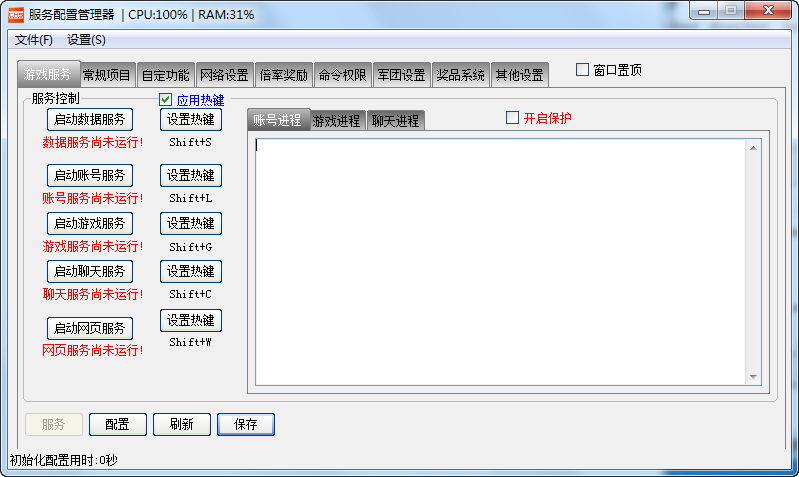 服务配置管理器 | CPU:100% | RAM:31%
文件(F) 设置(S)
游戏服务 常规项目 自定功能 网络设置 倍率奖励 命令权限 军团设置 奖品系统 其他设置 窗口置顶
服务控制 应用热键
启动数据服务 设置热键 账号进程 游戏进程 聊天进程 开启保护
数据服务尚未运行! Shift+S
启动账号服务 设置热键
账号服务尚未运行! Shift+L
启动游戏服务 设置热键
游戏服务尚未运行! Shift+G
启动聊天服务 设置热键
聊天服务尚未运行! Shift+C
启动网页服务 设置热键
网页服务尚未运行! Shift+W
服务 配置 刷新 保存
初始化配置用时:0秒